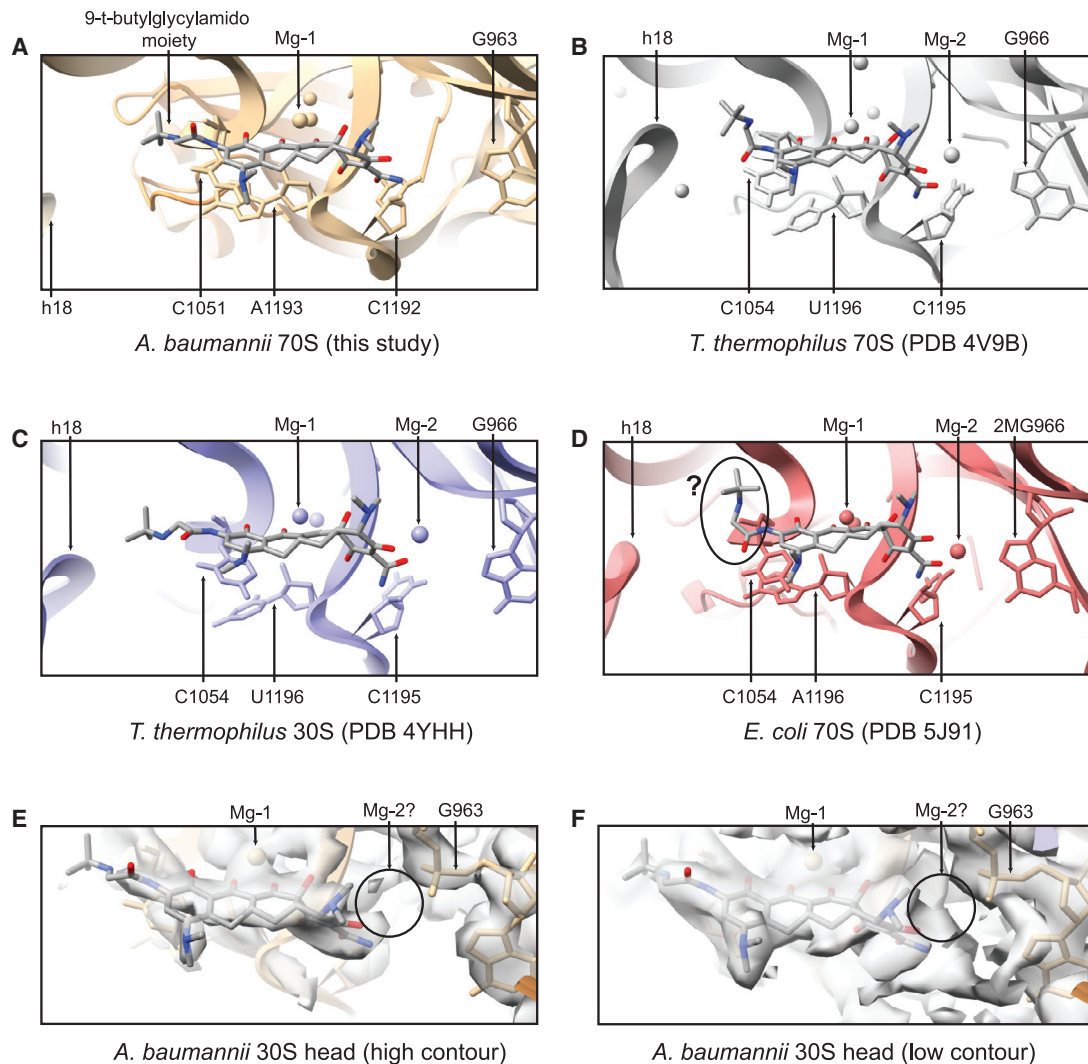 A
9-t-butylglycylamido
moiety
Mg-1
G963
h18
C1051
A1193
C1192
A. baumannii 70S (this study)
B
h18
Mg-1
Mg-2
G966
C1054
U1196
C1195
T. thermophilus 70S (PDB 4V9B)
C
h18
Mg-1
Mg-2
G966
C1054
U1196
C1195
T. thermophilus 30S (PDB 4YHH)
D
h18
Mg-1
Mg-2
2MG966
?
C1054
A1196
C1195
E. coli 70S (PDB 5J91)
E
Mg-1
Mg-2?
G963
A. baumannii 30S head (high contour)
F
Mg-1
Mg-2?
G963
A. baumannii 30S head (low contour)